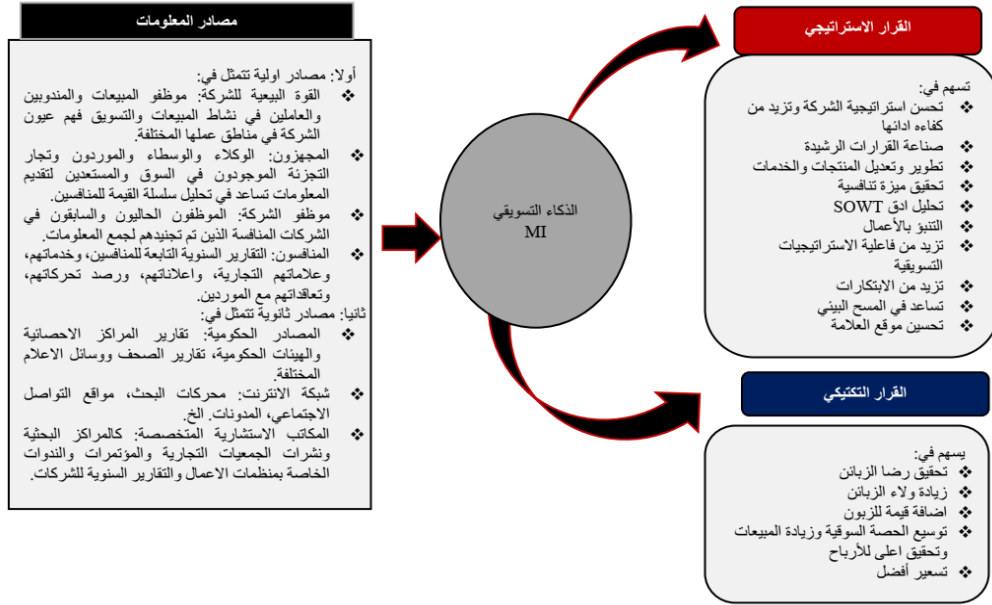 مصادر المعلومات
أولا: مصادر اولية تتمثل في:
❖ القوة البيعية للشركة: موظفو المبيعات والمندوبين
والعاملين في نشاط المبيعات والتسويق فهم عيون
الشركة في مناطق عملها المختلفة.
❖ المجهزون: الوكلاء والوسطاء والموردون وتجار
التجزئة الموجودون في السوق والمستعدين لتقديم
المعلومات تساعد في تحليل سلسلة القيمة للمنافسين.
❖ موظفو الشركة: الموظفون الحاليون والسابقون في
الشركات المنافسة الذين تم تجنيدهم لجمع المعلومات.
❖ المنافسون: التقارير السنوية التابعة للمنافسين، وخدماتهم،
وعلاماتهم التجارية، واعلاناتهم، ورصد تحركاتهم،
وتعاقداتهم مع الموردين.
ثانيا: مصادر ثانوية تتمثل في:
❖ المصادر الحكومية: تقارير المراكز الاحصائية
والهيئات الحكومية، تقارير الصحف ووسائل الاعلام
المختلفة.
❖ شبكة الانترنت: محركات البحث، مواقع التواصل
الاجتماعي، المدونات. الخ.
❖ المكاتب الاستشارية المتخصصة: كالمراكز البحثية
ونشرات الجمعيات التجارية والمؤتمرات والندوات
الخاصة بمنظمات الاعمال والتقارير السنوية للشركات.
الذكاء التسويقي
MI
القرار الاستراتيجي
تسهم في:
❖ تحسن استراتيجية الشركة وتزيد من
كفاءه ادائها
❖ صناعة القرارات الرشيدة
❖ تطوير وتعديل المنتجات والخدمات
❖ تحقيق ميزة تنافسية
❖ تحليل ادق SOWT
❖ التنبؤ بالأعمال
❖ تزيد من فاعلية الاستراتيجيات
التسويقية
❖ تزيد من الابتكارات
❖ تساعد في المسح البيئي
❖ تحسين موقع العلامة
القرار التكتيكي
يسهم في:
❖ تحقيق رضا الزبائن
❖ زيادة ولاء الزبائن
❖ اضافة قيمة للزبون
❖ توسيع الحصة السوقية وزيادة المبيعات
وتحقيق اعلى للأرباح
❖ تسعير أفضل